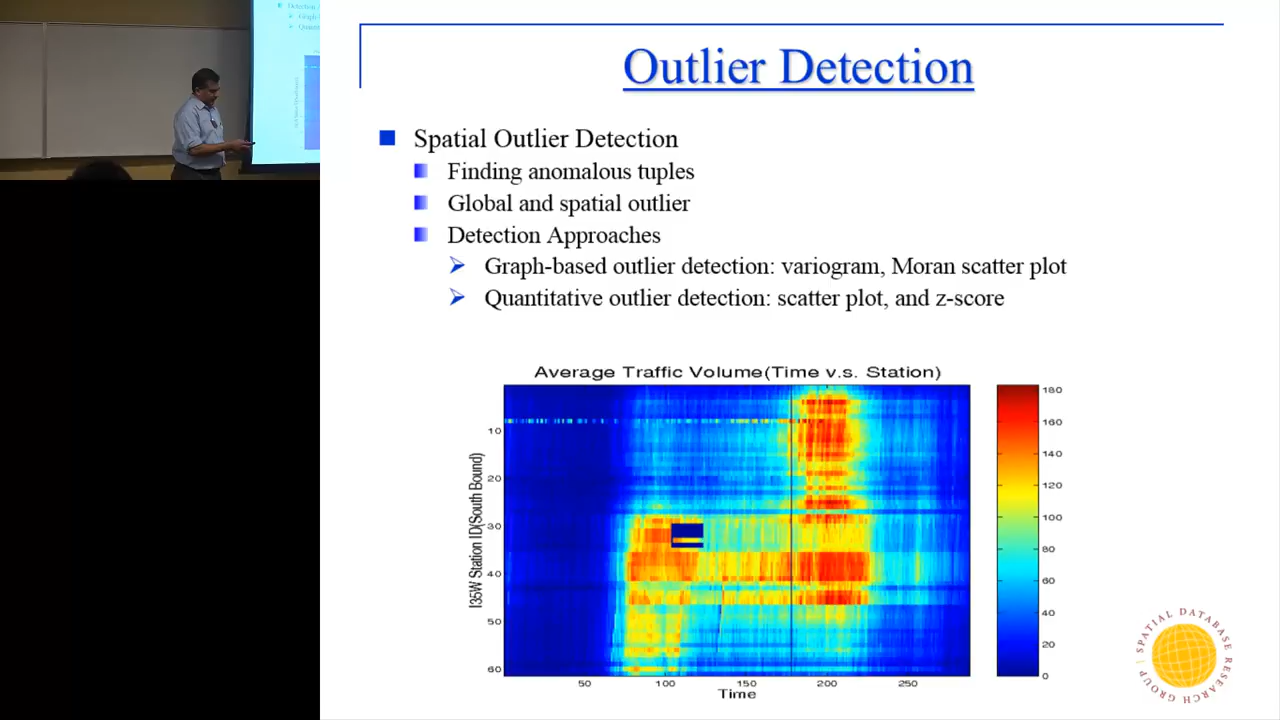 Outlier Detection
Spatial Outlier Detection
Finding anomalous tuples
Global and spatial outlier
Detection Approaches
Graph-based outlier detection: variogram, Moran scatter plot
Quantitative outlier detection: scatter plot, and z-score
Average Traffic Volume(Time v.s. Station)
I35W Station ID(South Bound)
10
20
30
40
50
60
50
100
150
200
250
Time
180
160
140
120
100
80
60
40
20
0
SPATIAL DATABASE RESEARCH GROUP